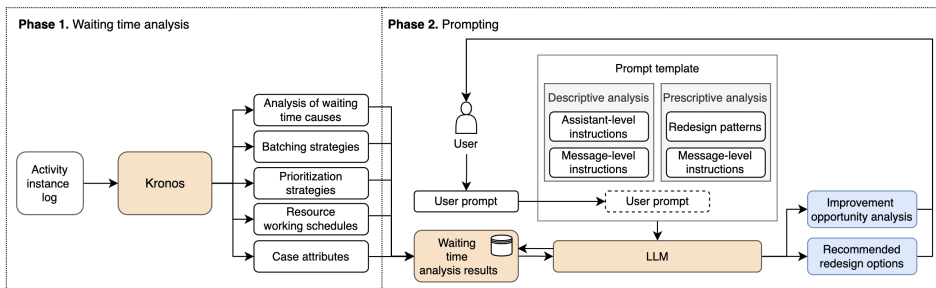 Phase 1. Waiting time analysis
Activity
instance
log
Kronos
Analysis of waiting
time causes
Batching strategies
Prioritization
strategies
Resource
working schedules
Case attributes
Phase 2. Prompting
User
User prompt
Prompt template
Descriptive analysis
Assistant-level
instructions
Message-level
instructions
Prescriptive analysis
Redesign patterns
Message-level
instructions
User prompt
Waiting
time
analysis results
LLM
Improvement
opportunity analysis
Recommended
redesign options